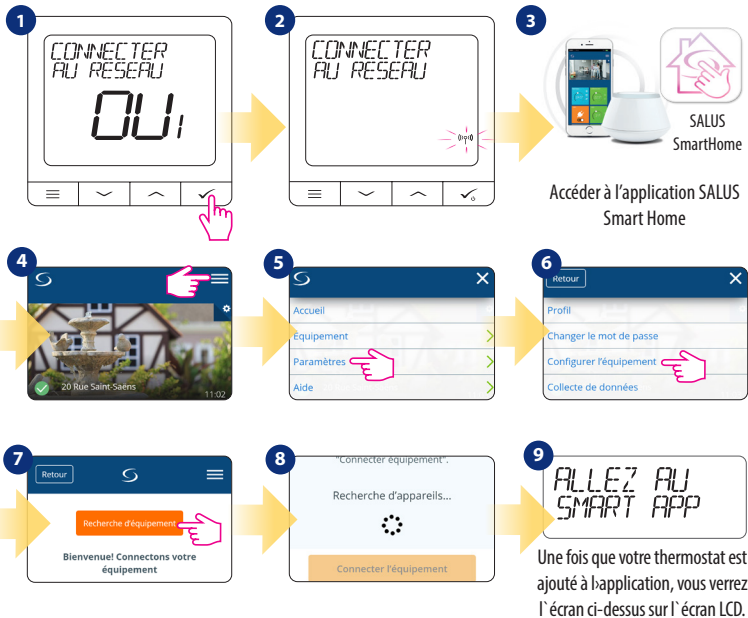 1
CONNECTER
AU RESEAU
OUI
2
CONNECTER
AU RESEAU
3
SALUS
SmartHome
Accéder à l'application SALUS
Smart Home
4
20 Rue Saint-Saëns
11:02
5
Accueil
Equipement
Paramètres
Aide
6
Retour
Profil
Changer le mot de passe
Configurer l'équipement
Collecte de données
7
Retour
Recherche d'équipement
Bienvenue! Connectons votre
équipement
8
"Connecter équipement".
Recherche d'appareils...
Connecter l'équipement
9
ALLEZ AU
SMART APP
Une fois que votre thermostat est
ajouté à l›application, vous verrez
l`écran ci-dessus sur l`écran LCD.